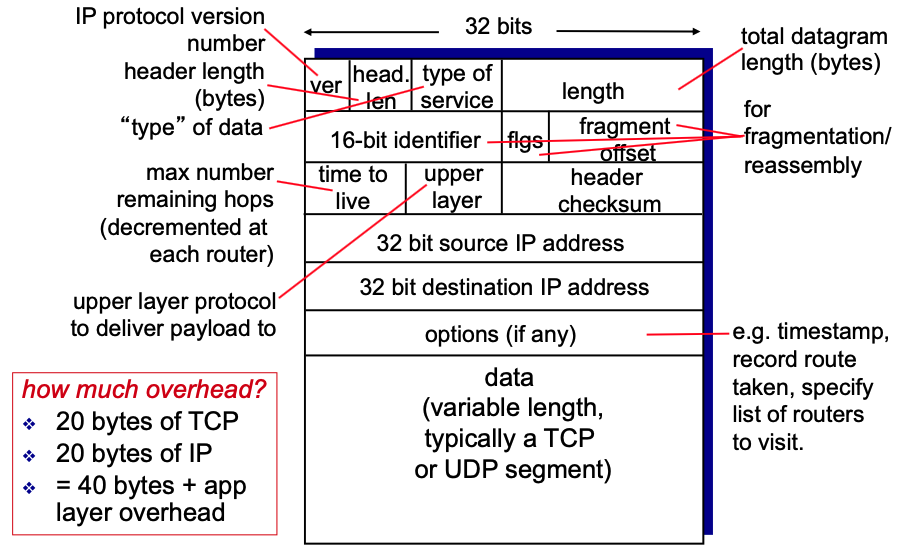 IP protocol version
number
header length
(bytes)
“type” of data
max number
remaining hops
(decremented at
each router)
upper layer protocol
to deliver payload to
how much overhead?
❖ 20 bytes of TCP
❖ 20 bytes of IP
❖ = 40 bytes + app
layer overhead
32 bits
ver
head.
len
type of
service
length
16-bit identifier
flgs
fragment
offset
time to
live
upper
layer
header
checksum
32 bit source IP address
32 bit destination IP address
options (if any)
data
(variable length,
typically a TCP
or UDP segment)
total datagram
length (bytes)
for
fragmentation/
reassembly
e.g. timestamp,
record route
taken, specify
list of routers
to visit.